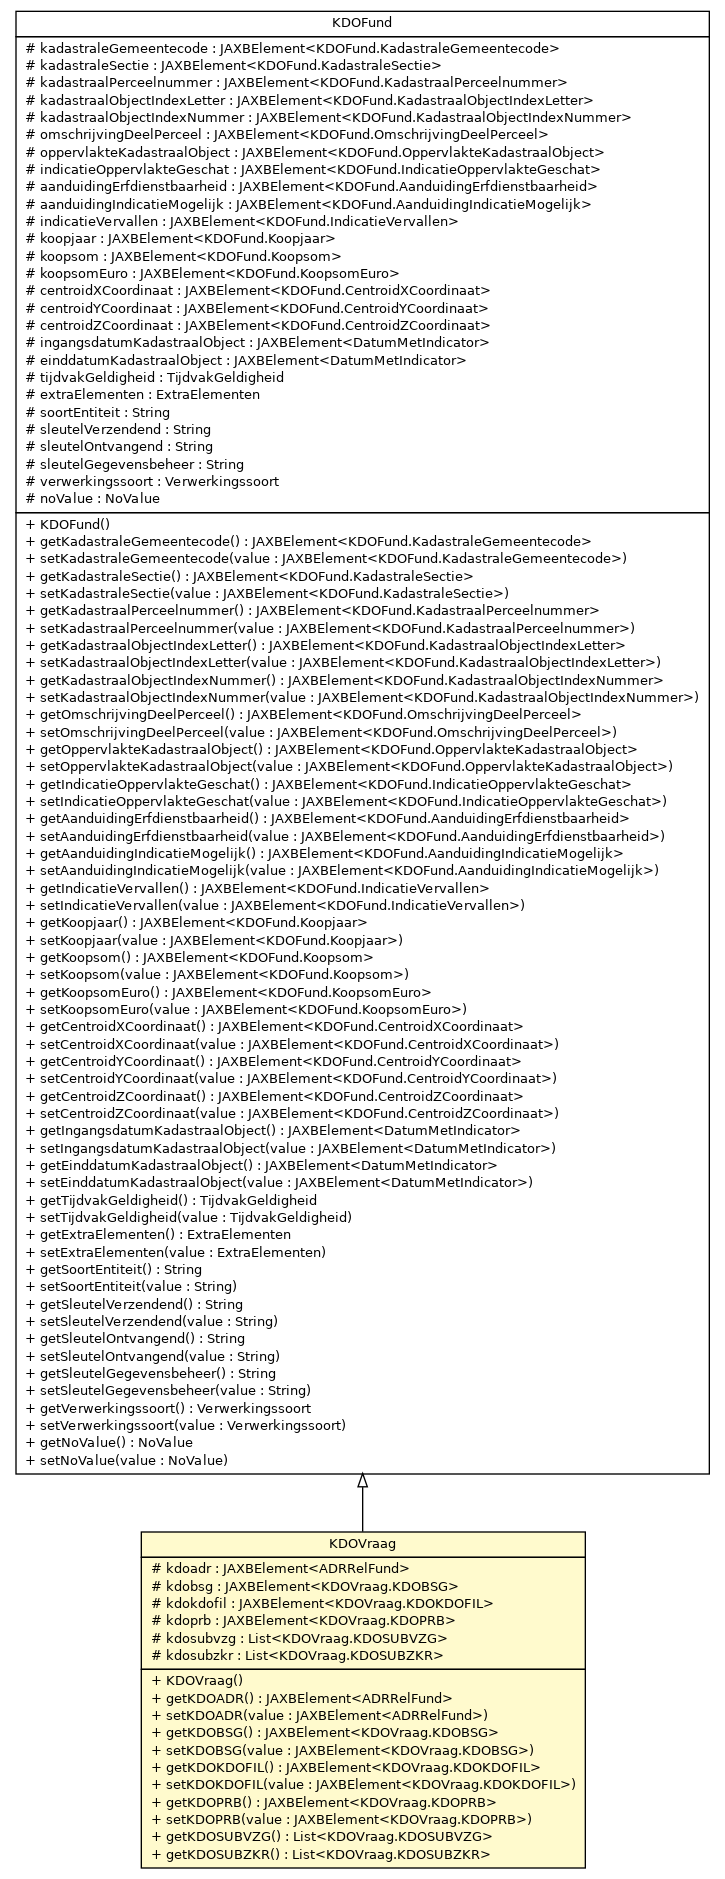 KDOFund
# kadastraleGemeentecode : JAXBElement<KDOFund.KadastraleGemeentecode>
# kadastraleSectie : JAXBElement<KDOFund.KadastraleSectie>
# kadastraalPerceelnummer : JAXBElement<KDOFund.KadastraalPerceelnummer>
# kadastraalObjectIndexLetter : JAXBElement<KDOFund.KadastraalObjectIndexLetter>
# kadastraalObjectIndexNummer : JAXBElement<KDOFund.KadastraalObjectIndexNummer>
# omschrijvingDeelPerceel : JAXBElement<KDOFund.OmschrijvingDeelPerceel>
# oppervlakteKadastraalObject : JAXBElement<KDOFund.OppervlakteKadastraalObject>
# indicatieOppervlakteGeschat : JAXBElement<KDOFund.IndicatieOppervlakteGeschat>
# aanduidingErfdienstbaarheid : JAXBElement<KDOFund.AanduidingErfdienstbaarheid>
# aanduidingIndicatieMogelijk : JAXBElement<KDOFund.AanduidingIndicatieMogelijk>
# indicatieVervallen : JAXBElement<KDOFund.IndicatieVervallen>
# koopjaar : JAXBElement<KDOFund.Koopjaar>
# koopsom : JAXBElement<KDOFund.Koopsom>
# koopsomEuro : JAXBElement<KDOFund.KoopsomEuro>
# centroidXCoordinaat : JAXBElement<KDOFund.CentroidXCoordinaat>
# centroidYCoordinaat : JAXBElement<KDOFund.CentroidYCoordinaat>
# centroidZCoordinaat : JAXBElement<KDOFund.CentroidZCoordinaat>
# ingangsdatumKadastraalObject : JAXBElement<DatumMetIndicator>
# einddatumKadastraalObject : JAXBElement<DatumMetIndicator>
# tijdvakGeldigheid : TijdvakGeldigheid
# extraElementen : ExtraElementen
# soortEntiteit : String
# sleutelVerzendend : String
# sleutelOntvangend : String
# sleutelGegevensbeheer : String
# verwerkingssoort : Verwerkingssoort
# noValue : NoValue
+ KDOFund()
+ getKadastraleGemeentecode() : JAXBElement<KDOFund.KadastraleGemeentecode>
+ setKadastraleGemeentecode(value : JAXBElement<KDOFund.KadastraleGemeentecode>)
+ getKadastraleSectie() : JAXBElement<KDOFund.KadastraleSectie>
+ setKadastraleSectie(value : JAXBElement<KDOFund.KadastraleSectie>)
+ getKadastraalPerceelnummer() : JAXBElement<KDOFund.KadastraalPerceelnummer>
+ setKadastraalPerceelnummer(value : JAXBElement<KDOFund.KadastraalPerceelnummer>)
+ getKadastraalObjectIndexLetter() : JAXBElement<KDOFund.KadastraalObjectIndexLetter>
+ setKadastraalObjectIndexLetter(value : JAXBElement<KDOFund.KadastraalObjectIndexLetter>)
+ getKadastraalObjectIndexNummer() : JAXBElement<KDOFund.KadastraalObjectIndexNummer>
+ setKadastraalObjectIndexNummer(value : JAXBElement<KDOFund.KadastraalObjectIndexNummer>)
+ getOmschrijvingDeelPerceel() : JAXBElement<KDOFund.OmschrijvingDeelPerceel>
+ setOmschrijvingDeelPerceel(value : JAXBElement<KDOFund.OmschrijvingDeelPerceel>)
+ getOppervlakteKadastraalObject() : JAXBElement<KDOFund.OppervlakteKadastraalObject>
+ setOppervlakteKadastraalObject(value : JAXBElement<KDOFund.OppervlakteKadastraalObject>)
+ getIndicatieOppervlakteGeschat() : JAXBElement<KDOFund.IndicatieOppervlakteGeschat>
+ setIndicatieOppervlakteGeschat(value : JAXBElement<KDOFund.IndicatieOppervlakteGeschat>)
+ getAanduidingErfdienstbaarheid() : JAXBElement<KDOFund.AanduidingErfdienstbaarheid>
+ setAanduidingErfdienstbaarheid(value : JAXBElement<KDOFund.AanduidingErfdienstbaarheid>)
+ getAanduidingIndicatieMogelijk() : JAXBElement<KDOFund.AanduidingIndicatieMogelijk>
+ setAanduidingIndicatieMogelijk(value : JAXBElement<KDOFund.AanduidingIndicatieMogelijk>)
+ getIndicatieVervallen() : JAXBElement<KDOFund.IndicatieVervallen>
+ setIndicatieVervallen(value : JAXBElement<KDOFund.IndicatieVervallen>)
+ getKoopjaar() : JAXBElement<KDOFund.Koopjaar>
+ setKoopjaar(value : JAXBElement<KDOFund.Koopjaar>)
+ getKoopsom() : JAXBElement<KDOFund.Koopsom>
+ setKoopsom(value : JAXBElement<KDOFund.Koopsom>)
+ getKoopsomEuro() : JAXBElement<KDOFund.KoopsomEuro>
+ setKoopsomEuro(value : JAXBElement<KDOFund.KoopsomEuro>)
+ getCentroidXCoordinaat() : JAXBElement<KDOFund.CentroidXCoordinaat>
+ setCentroidXCoordinaat(value : JAXBElement<KDOFund.CentroidXCoordinaat>)
+ getCentroidYCoordinaat() : JAXBElement<KDOFund.CentroidYCoordinaat>
+ setCentroidYCoordinaat(value : JAXBElement<KDOFund.CentroidYCoordinaat>)
+ getCentroidZCoordinaat() : JAXBElement<KDOFund.CentroidZCoordinaat>
+ setCentroidZCoordinaat(value : JAXBElement<KDOFund.CentroidZCoordinaat>)
+ getIngangsdatumKadastraalObject() : JAXBElement<DatumMetIndicator>
+ setIngangsdatumKadastraalObject(value : JAXBElement<DatumMetIndicator>)
+ getEinddatumKadastraalObject() : JAXBElement<DatumMetIndicator>
+ setEinddatumKadastraalObject(value : JAXBElement<DatumMetIndicator>)
+ getTijdvakGeldigheid() : TijdvakGeldigheid
+ setTijdvakGeldigheid(value : TijdvakGeldigheid)
+ getExtraElementen() : ExtraElementen
+ setExtraElementen(value : ExtraElementen)
+ getSoortEntiteit() : String
+ setSoortEntiteit(value : String)
+ getSleutelVerzendend() : String
+ setSleutelVerzendend(value : String)
+ getSleutelOntvangend() : String
+ setSleutelOntvangend(value : String)
+ getSleutelGegevensbeheer() : String
+ setSleutelGegevensbeheer(value : String)
+ getVerwerkingssoort() : Verwerkingssoort
+ setVerwerkingssoort(value : Verwerkingssoort)
+ getNoValue() : NoValue
+ setNoValue(value : NoValue)
KDOVraag
# kdoadr : JAXBElement<ADRRelFund>
# kdobsg : JAXBElement<KDOVraag.KDOBSG>
# kdokdofil : JAXBElement<KDOVraag.KDOKDOFIL>
# kdoprb : JAXBElement<KDOVraag.KDOPRB>
# kdosubvzg : List<KDOVraag.KDOSUBVZG>
# kdosubzkr : List<KDOVraag.KDOSUBZKR>
+ KDOVraag()
+ getKDOADR() : JAXBElement<ADRRelFund>
+ setKDOADR(value : JAXBElement<ADRRelFund>)
+ getKDOBSG() : JAXBElement<KDOVraag.KDOBSG>
+ setKDOBSG(value : JAXBElement<KDOVraag.KDOBSG>)
+ getKDOKDOFIL() : JAXBElement<KDOVraag.KDOKDOFIL>
+ setKDOKDOFIL(value : JAXBElement<KDOVraag.KDOKDOFIL>)
+ getKDOPRB() : JAXBElement<KDOVraag.KDOPRB>
+ setKDOPRB(value : JAXBElement<KDOVraag.KDOPRB>)
+ getKDOSUBVZG() : List<KDOVraag.KDOSUBVZG>
+ getKDOSUBZKR() : List<KDOVraag.KDOSUBZKR>